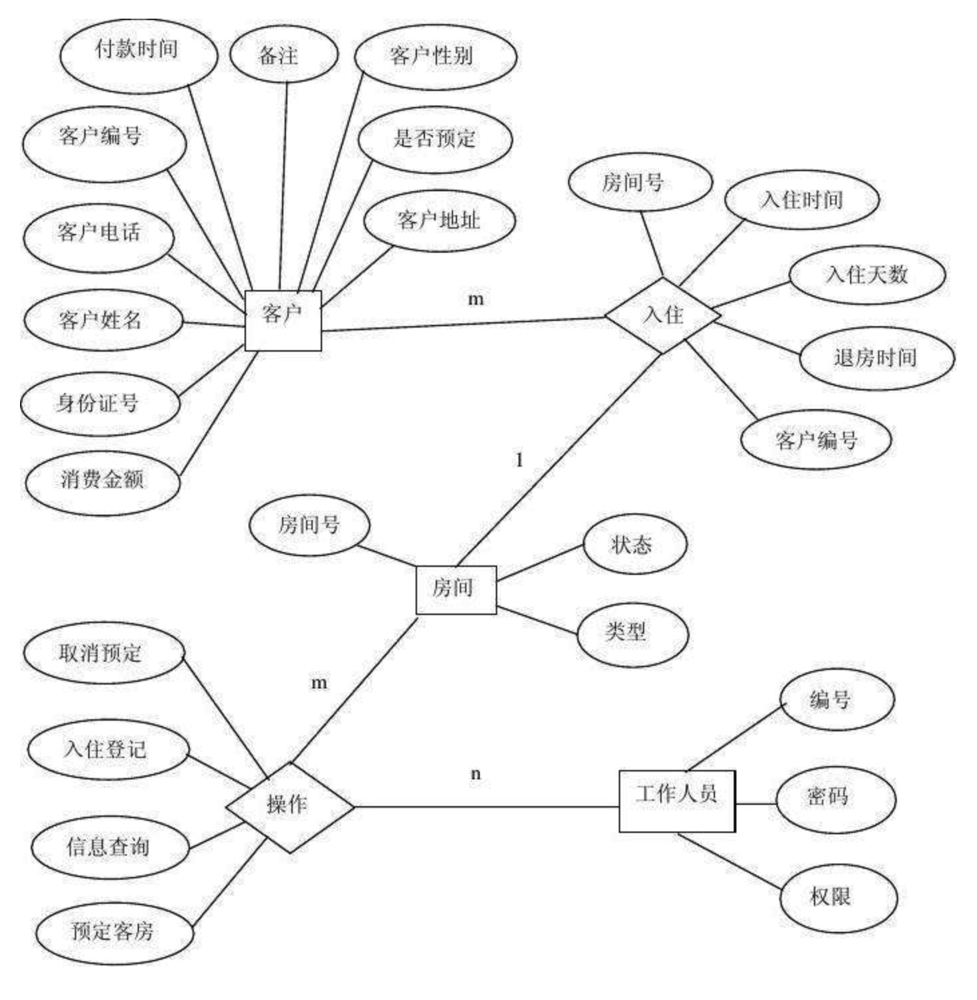 付款时间
备注
客户性别
客户编号
是否预定
客户电话
客户地址
客户姓名
客户
身份证号
消费金额
m
房间号
入住时间
入住天数
入住
退房时间
客户编号
1
房间号
状态
房间
类型
m
取消预定
入住登记
操作
信息查询
预定客房
n
编号
工作人员
密码
权限